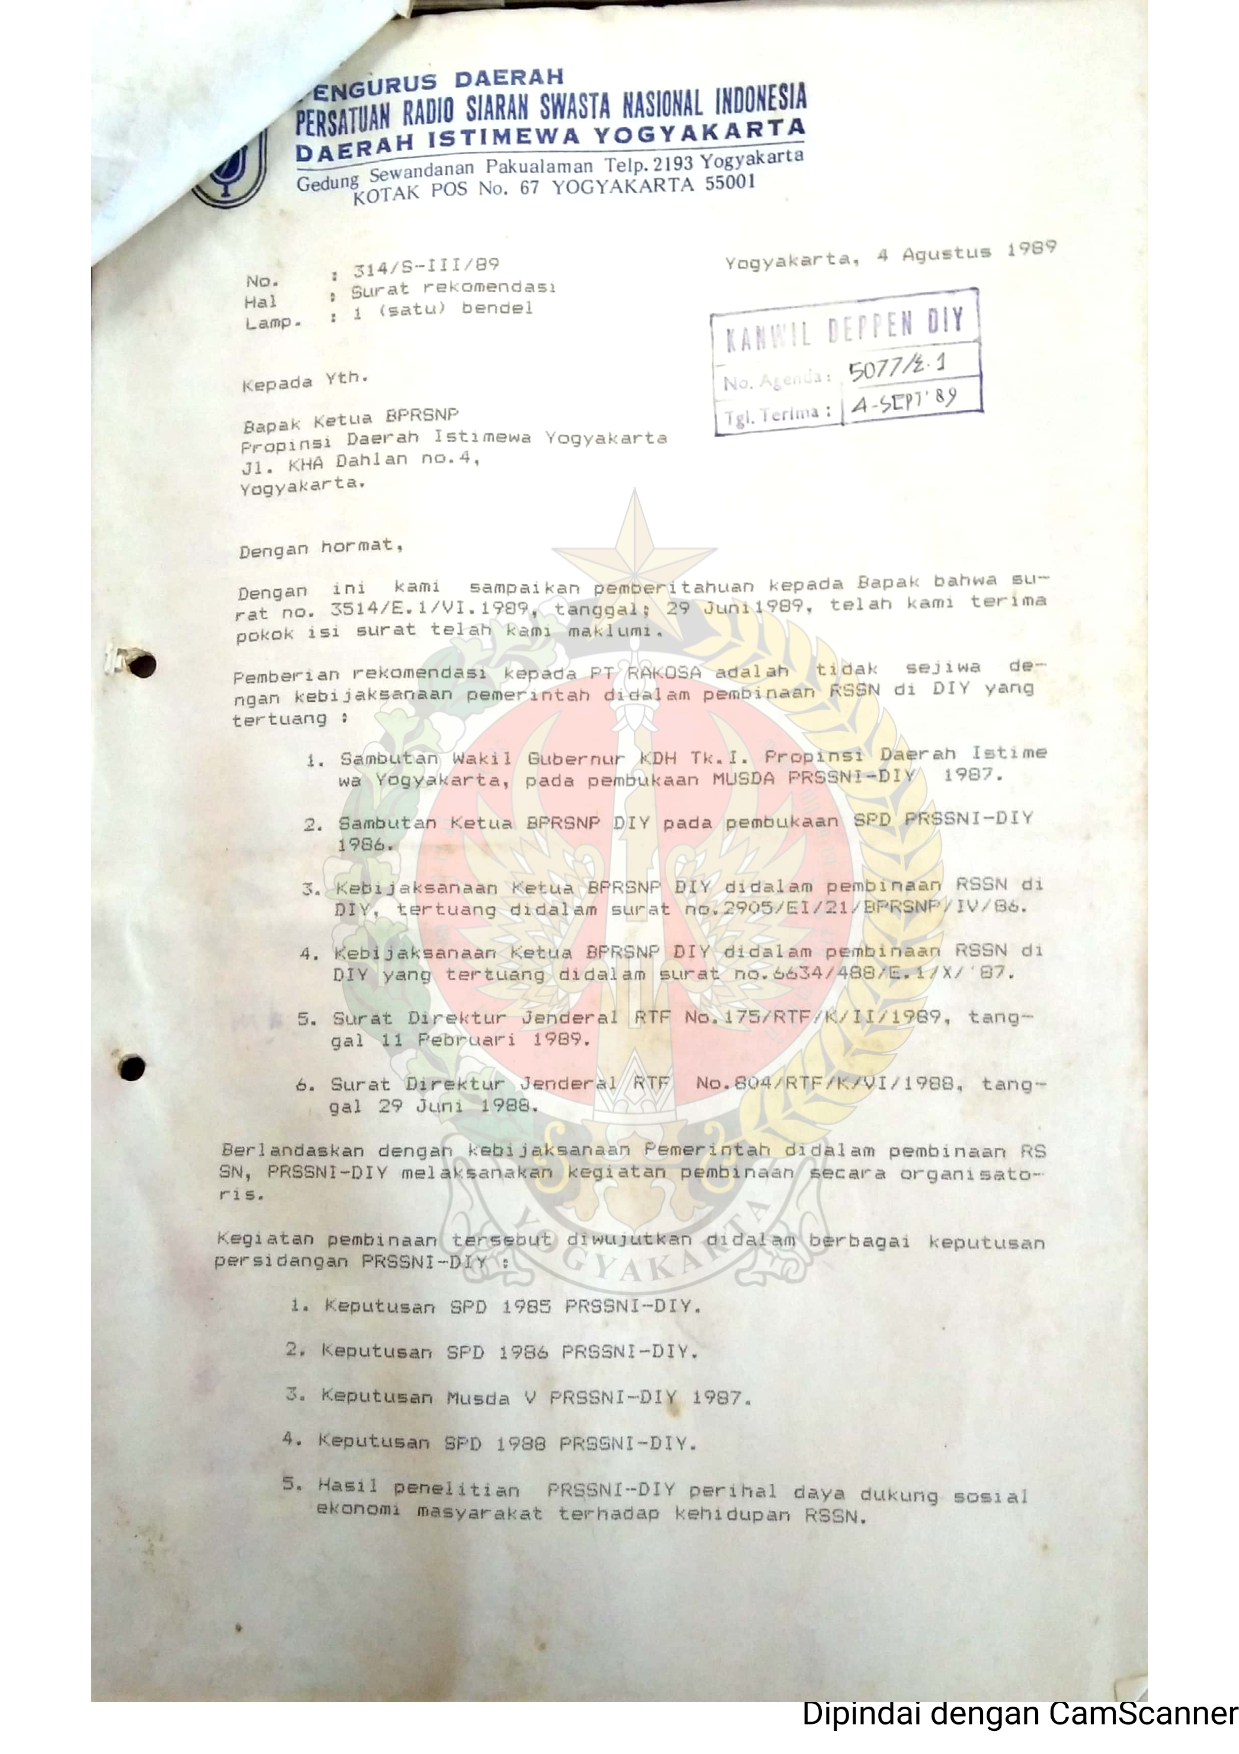 PENGURUS DAERAH
PERSATUAN RADIO SIARAN SWASTA NASIONAL INDONESIA
DAERAH ISTIMEWA YOGYAKARTA
Gedung Sewandanan Pakualaman Telp. 2193 Yogyakarta
KOTAK POS No. 67 YOGYAKARTA 55001
Yogyakarta, 4 Agustus 1989
No. : 314/S-III/89
Hal : Surat rekomendasi
Lamp. : 1 (satu) bendel
KANWIL DEPPEN DIY
No. Agenda : 5077/E.1
Tgl. Terima : 4-SEPT'89
Kepada Yth.
Bapak Ketua BPRSNP
Propinsi Daerah Istimewa Yogyakarta
Jl. KHA Dahlan no.4,
Yogyakarta.
Dengan hormat,
Dengan ini kami sampaikan pemberitahuan kepada Bapak bahwa su-
rat no. 3514/E.1/VI.1989, tanggal; 29 Juni1989, telah kami terima
pokok isi surat telah kami maklumi.
Pemberian rekomendasi kepada PT RAKOSA adalah tidak sejiwa de-
ngan kebijaksanaan pemerintah didalam pembinaan RSSN di DIY yang
tertuang :
1. Sambutan Wakil Gubernur KDH Tk.I. Propinsi Daerah Istime
wa Yogyakarta, pada pembukaan MUSDA PRSSNI-DIY 1987.
2. Sambutan Ketua BPRSNP DIY pada pembukaan SPD PRSSNI-DIY
1986.
3. Kebijaksanaan Ketua BPRSNP DIY didalam pembinaan RSSN di
DIY, tertuang didalam surat no.2905/EI/21/BPRSNP/IV/86.
4. Kebijaksanaan Ketua BPRSNP DIY didalam pembinaan RSSN di
DIY yang tertuang didalam surat no.6634/488/E.1/X/'87.
5. Surat Direktur Jenderal RTF No.175/RTF/K/II/1989, tang-
gal 11 Pebruari 1989.
6. Surat Direktur Jenderal RTF No.804/RTF/K/VI/1988, tang-
gal 29 Juni 1988.
Berlandaskan dengan kebijaksanaan Pemerintah didalam pembinaan RS
SN, PRSSNI-DIY melaksanakan kegiatan pembinaan secara organisato-
ris.
Kegiatan pembinaan tersebut diwujutkan didalam berbagai keputusan
persidangan PRSSNI-DIY :
YOGYAKARTA
1. Keputusan SPD 1985 PRSSNI-DIY.
2. Keputusan SPD 1986 PRSSNI-DIY.
3. Keputusan Musda V PRSSNI-DIY 1987.
4. Keputusan SPD 1988 PRSSNI-DIY.
5. Hasil penelitian PRSSNI-DIY perihal daya dukung sosial
ekonomi masyarakat terhadap kehidupan RSSN.
Dipindai dengan CamScanner